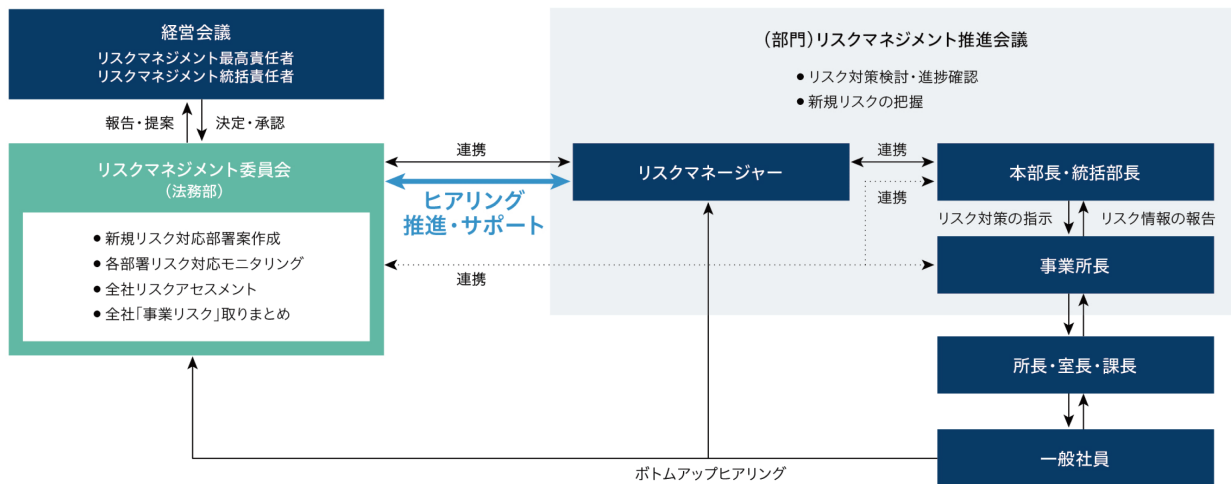 経営会議
リスクマネジメント最高責任者
リスクマネジメント統括責任者
報告・提案
決定・承認
リスクマネジメント委員会
(法務部)
● 新規リスク対応部署案作成
● 各部署リスク対応モニタリング
● 全社リスクアセスメント
● 全社「事業リスク」取りまとめ
連携
ヒアリング
推進・サポート
連携
(部門)リスクマネジメント推進会議
● リスク対策検討・進捗確認
● 新規リスクの把握
リスクマネージャー
連携
連携
本部長・統括部長
リスク対策の指示
リスク情報の報告
事業所長
所長・室長・課長
一般社員
ボトムアップヒアリング